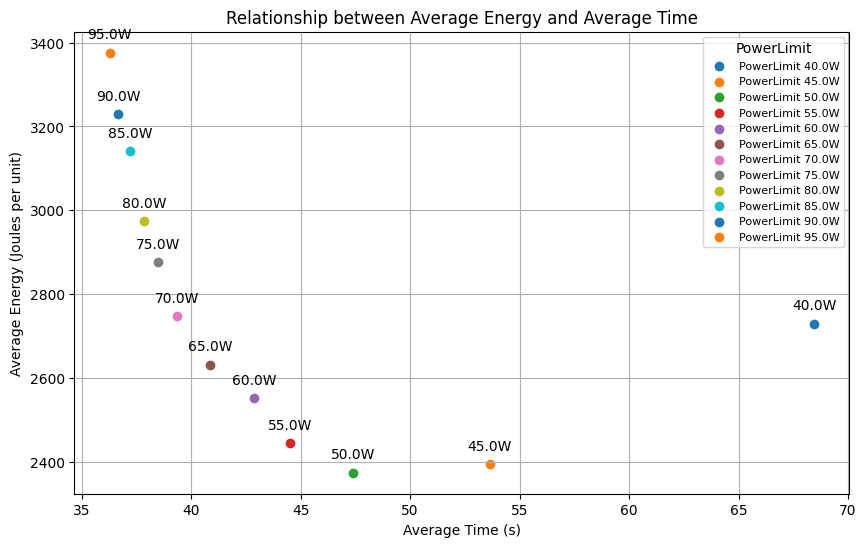 Relationship between Average Energy and Average Time
Average Energy (Joules per unit)
3400
3200
3000
2800
2600
2400
95.0W
90.0W
85.0W
80.0W
75.0W
70.0W
65.0W
60.0W
55.0W
50.0W
45.0W
40.0W
PowerLimit
PowerLimit 40.0W
PowerLimit 45.0W
PowerLimit 50.0W
PowerLimit 55.0W
PowerLimit 60.0W
PowerLimit 65.0W
PowerLimit 70.0W
PowerLimit 75.0W
PowerLimit 80.0W
PowerLimit 85.0W
PowerLimit 90.0W
PowerLimit 95.0W
35 40 45 50 55 60 65 70
Average Time (s)